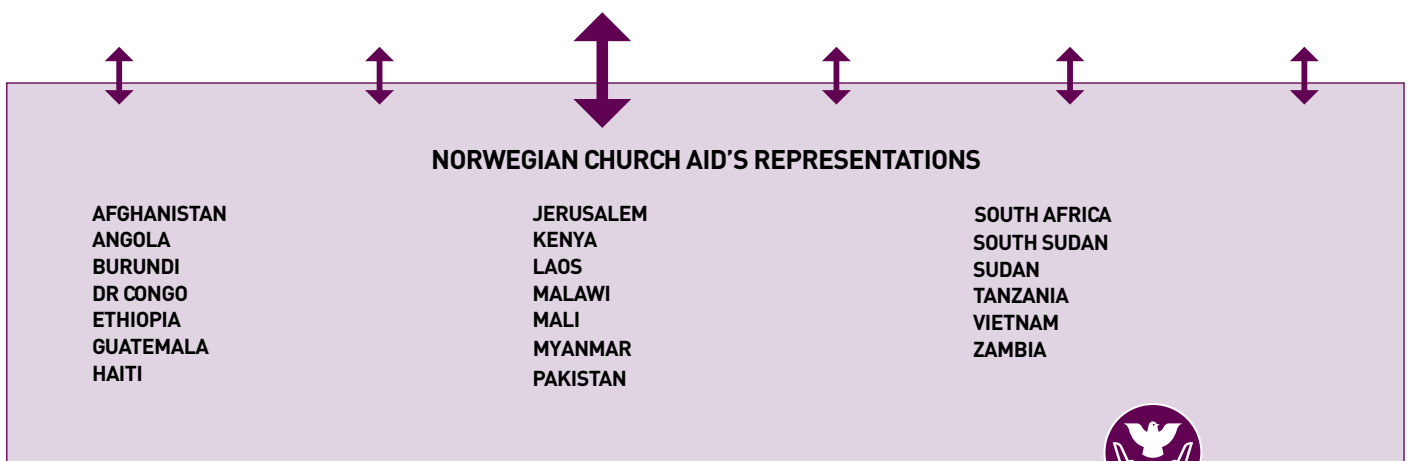 NORWEGIAN CHURCH AID’S REPRESENTATIONS
AFGHANISTAN
ANGOLA
BURUNDI
DR CONGO
ETHIOPIA
GUATEMALA
HAITI
JERUSALEM
KENYA
LAOS
MALAWI
MALI
MYANMAR
PAKISTAN
SOUTH AFRICA
SOUTH SUDAN
SUDAN
TANZANIA
VIETNAM
ZAMBIA